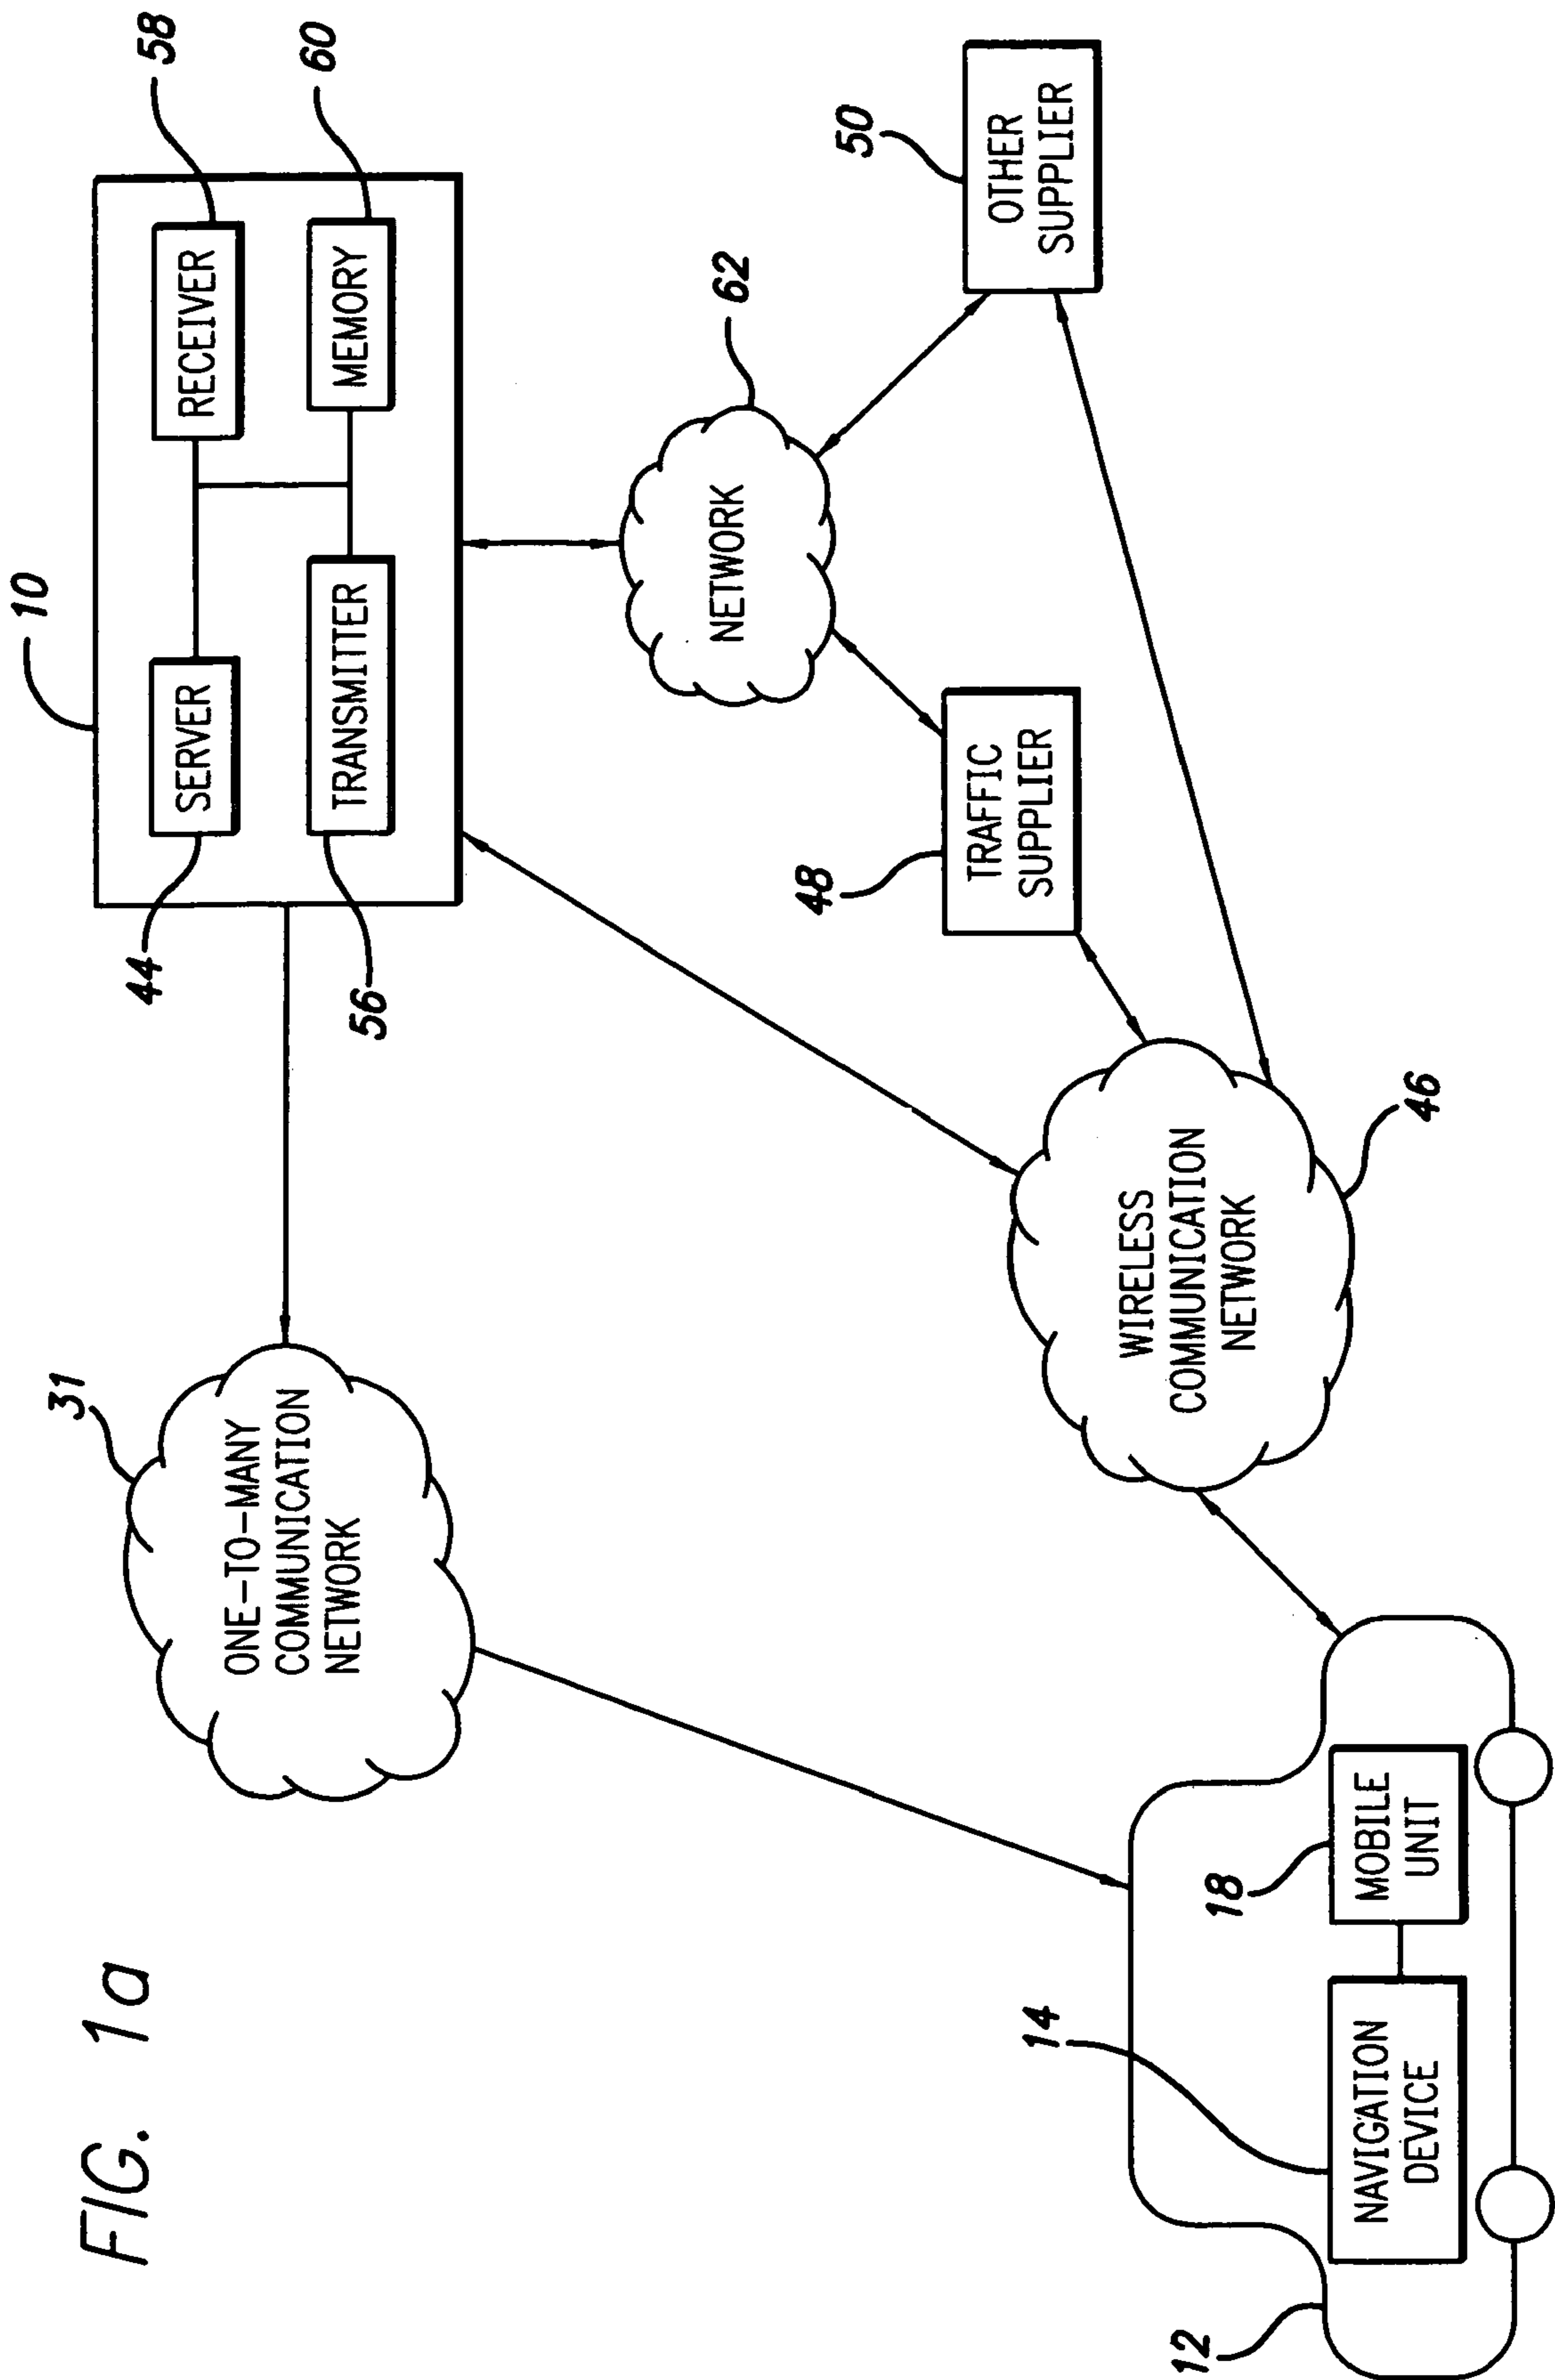 FIG. 1a
10
SERVER
RECEIVER
58
44
TRANSMITTER
MEMORY
60
56
31
ONE-TO-MANY
COMMUNICATION
NETWORK
NETWORK
62
48
TRAFFIC
SUPPLIER
50
OTHER
SUPPLIER
WIRELESS
COMMUNICATION
NETWORK
46
14
18
12
NAVIGATION
DEVICE
MOBILE
UNIT